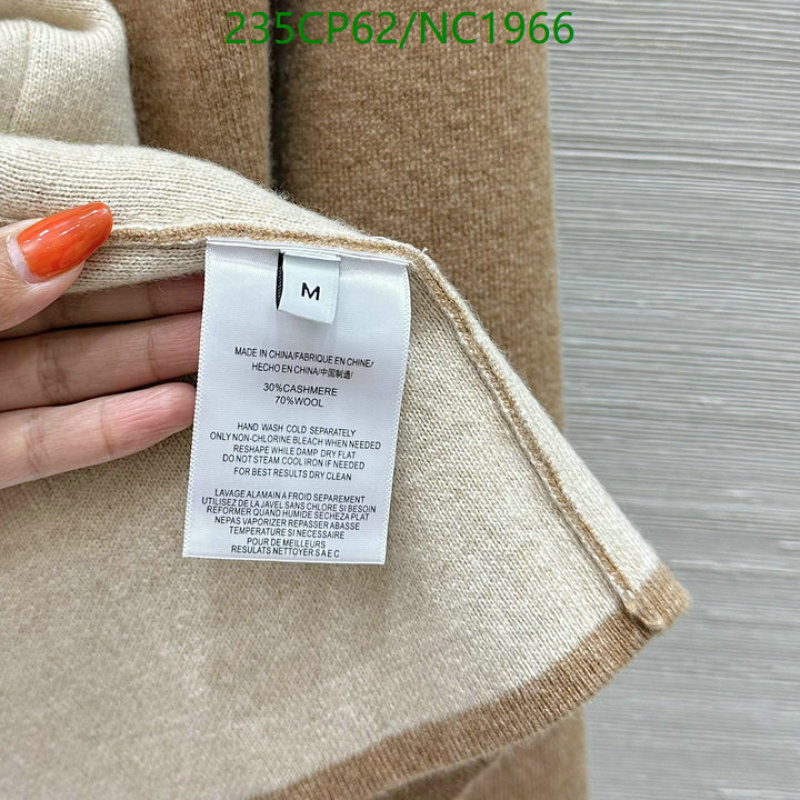 235CP62/NC1966
M
MADE IN CHINA/FABRIQUE EN CHINE/
HECHO EN CHINA/中国制造/
30%CASHMERE
70%WOOL
HAND WASH COLD SEPARATELY
ONLY NON-CHLORINE BLEACH WHEN NEEDED
RESHAPE WHILE DAMP DRY FLAT
DO NOT STEAM COOL IRON IF NEEDED
FOR BEST RESULTS DRY CLEAN
LAVAGE ALAMAIN A FROID SEPAREMENT
UTILISEZ DE LA JAVEL SANS CHLORE SI BESOIN
REFORMER QUAND HUMIDE SECHEZA PLAT
NEPAS VAPORIZER REPASSER ABASSE
TEMPERATURE SI NECESSAIRE
POUR DE MEILLEURS
RESULATS NETTOYER S A E C